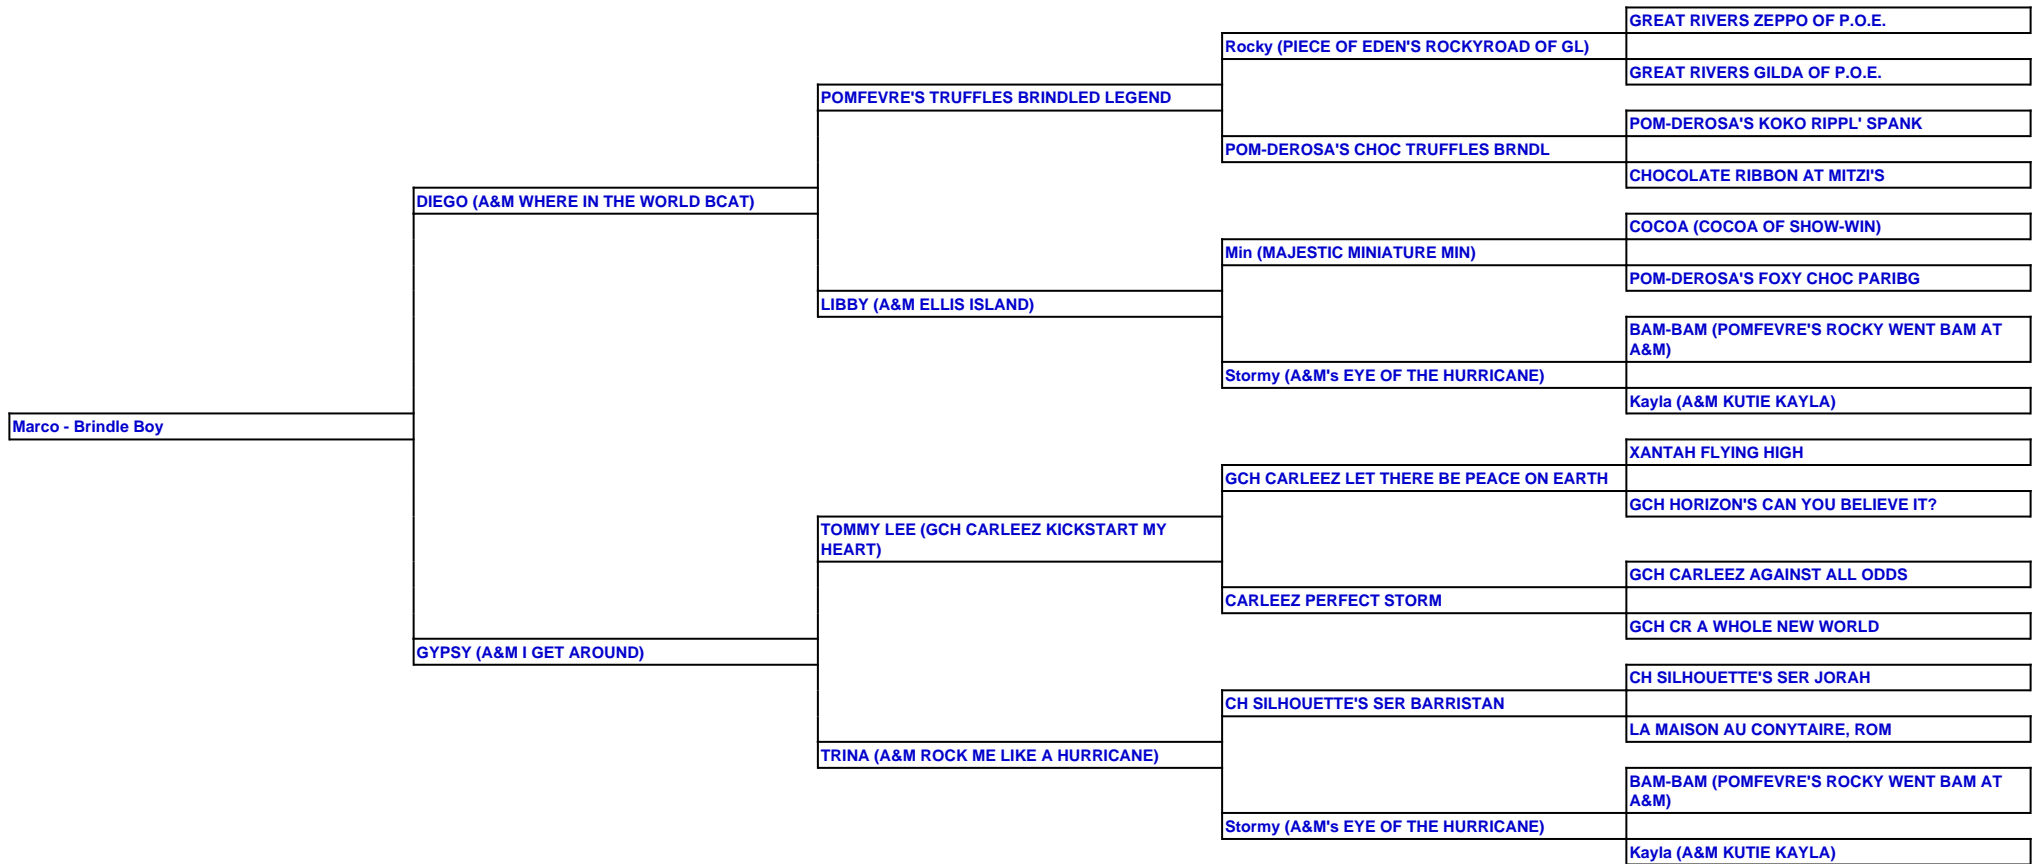 GREAT RIVERS ZEPPO OF P.O.E.
Rocky (PIECE OF EDEN'S ROCKYROAD OF GL)
GREAT RIVERS GILDA OF P.O.E.
POMFEVRE'S TRUFFLES BRINDLED LEGEND
POM-DEROSA'S KOKO RIPPL' SPANK
POM-DEROSA'S CHOC TRUFFLES BRNDL
CHOCOLATE RIBBON AT MITZI'S
DIEGO (A&M WHERE IN THE WORLD BCAT)
COCOA (COCOA OF SHOW-WIN)
Min (MAJESTIC MINIATURE MIN)
POM-DEROSA'S FOXY CHOC PARIBG
LIBBY (A&M ELLIS ISLAND)
BAM-BAM (POMFEVRE'S ROCKY WENT BAM AT
A&M)
Stormy (A&M's EYE OF THE HURRICANE)
Kayla (A&M KUTIE KAYLA)
Marco - Brindle Boy
XANTAH FLYING HIGH
GCH CARLEEZ LET THERE BE PEACE ON EARTH
GCH HORIZON'S CAN YOU BELIEVE IT?
TOMMY LEE (GCH CARLEEZ KICKSTART MY
HEART)
GCH CARLEEZ AGAINST ALL ODDS
CARLEEZ PERFECT STORM
GCH CR A WHOLE NEW WORLD
GYPSY (A&M I GET AROUND)
CH SILHOUETTE'S SER JORAH
CH SILHOUETTE'S SER BARRISTAN
LA MAISON AU CONYTAIRE, ROM
TRINA (A&M ROCK ME LIKE A HURRICANE)
BAM-BAM (POMFEVRE'S ROCKY WENT BAM AT
A&M)
Stormy (A&M's EYE OF THE HURRICANE)
Kayla (A&M KUTIE KAYLA)